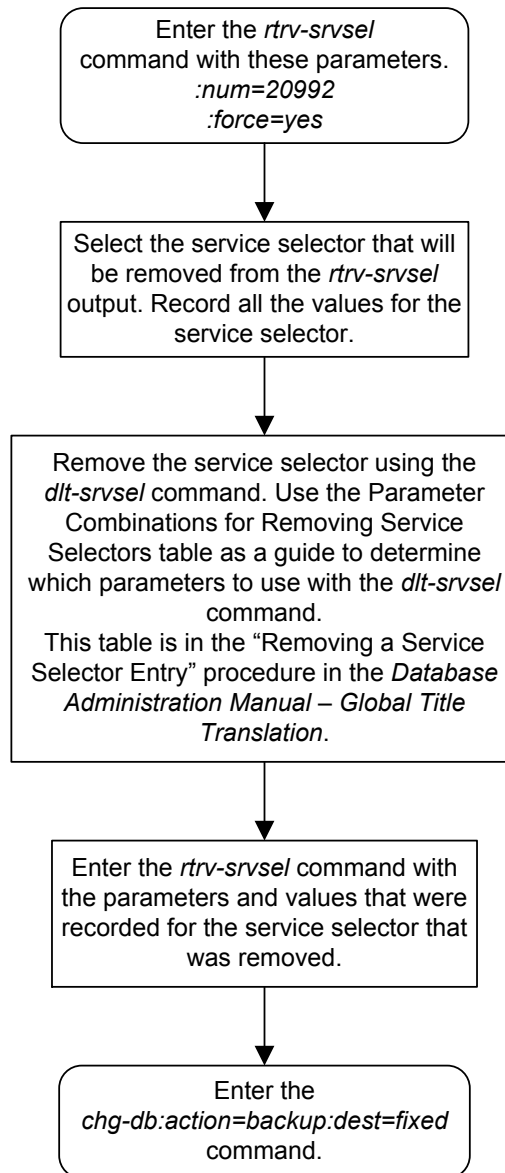 Enter the rtrv-srvsel
command with these parameters.
:num=20992
:force=yes
Select the service selector that will
be removed from the rtrv-srvsel
output. Record all the values for the
service selector.
Remove the service selector using the
dlt-srvsel command. Use the Parameter
Combinations for Removing Service
Selectors table as a guide to determine
which parameters to use with the dlt-srvsel
command.
This table is in the “Removing a Service
Selector Entry” procedure in the Database
Administration Manual – Global Title
Translation.
Enter the rtrv-srvsel command with
the parameters and values that were
recorded for the service selector that
was removed.
Enter the
chg-db:action=backup:dest=fixed
command.